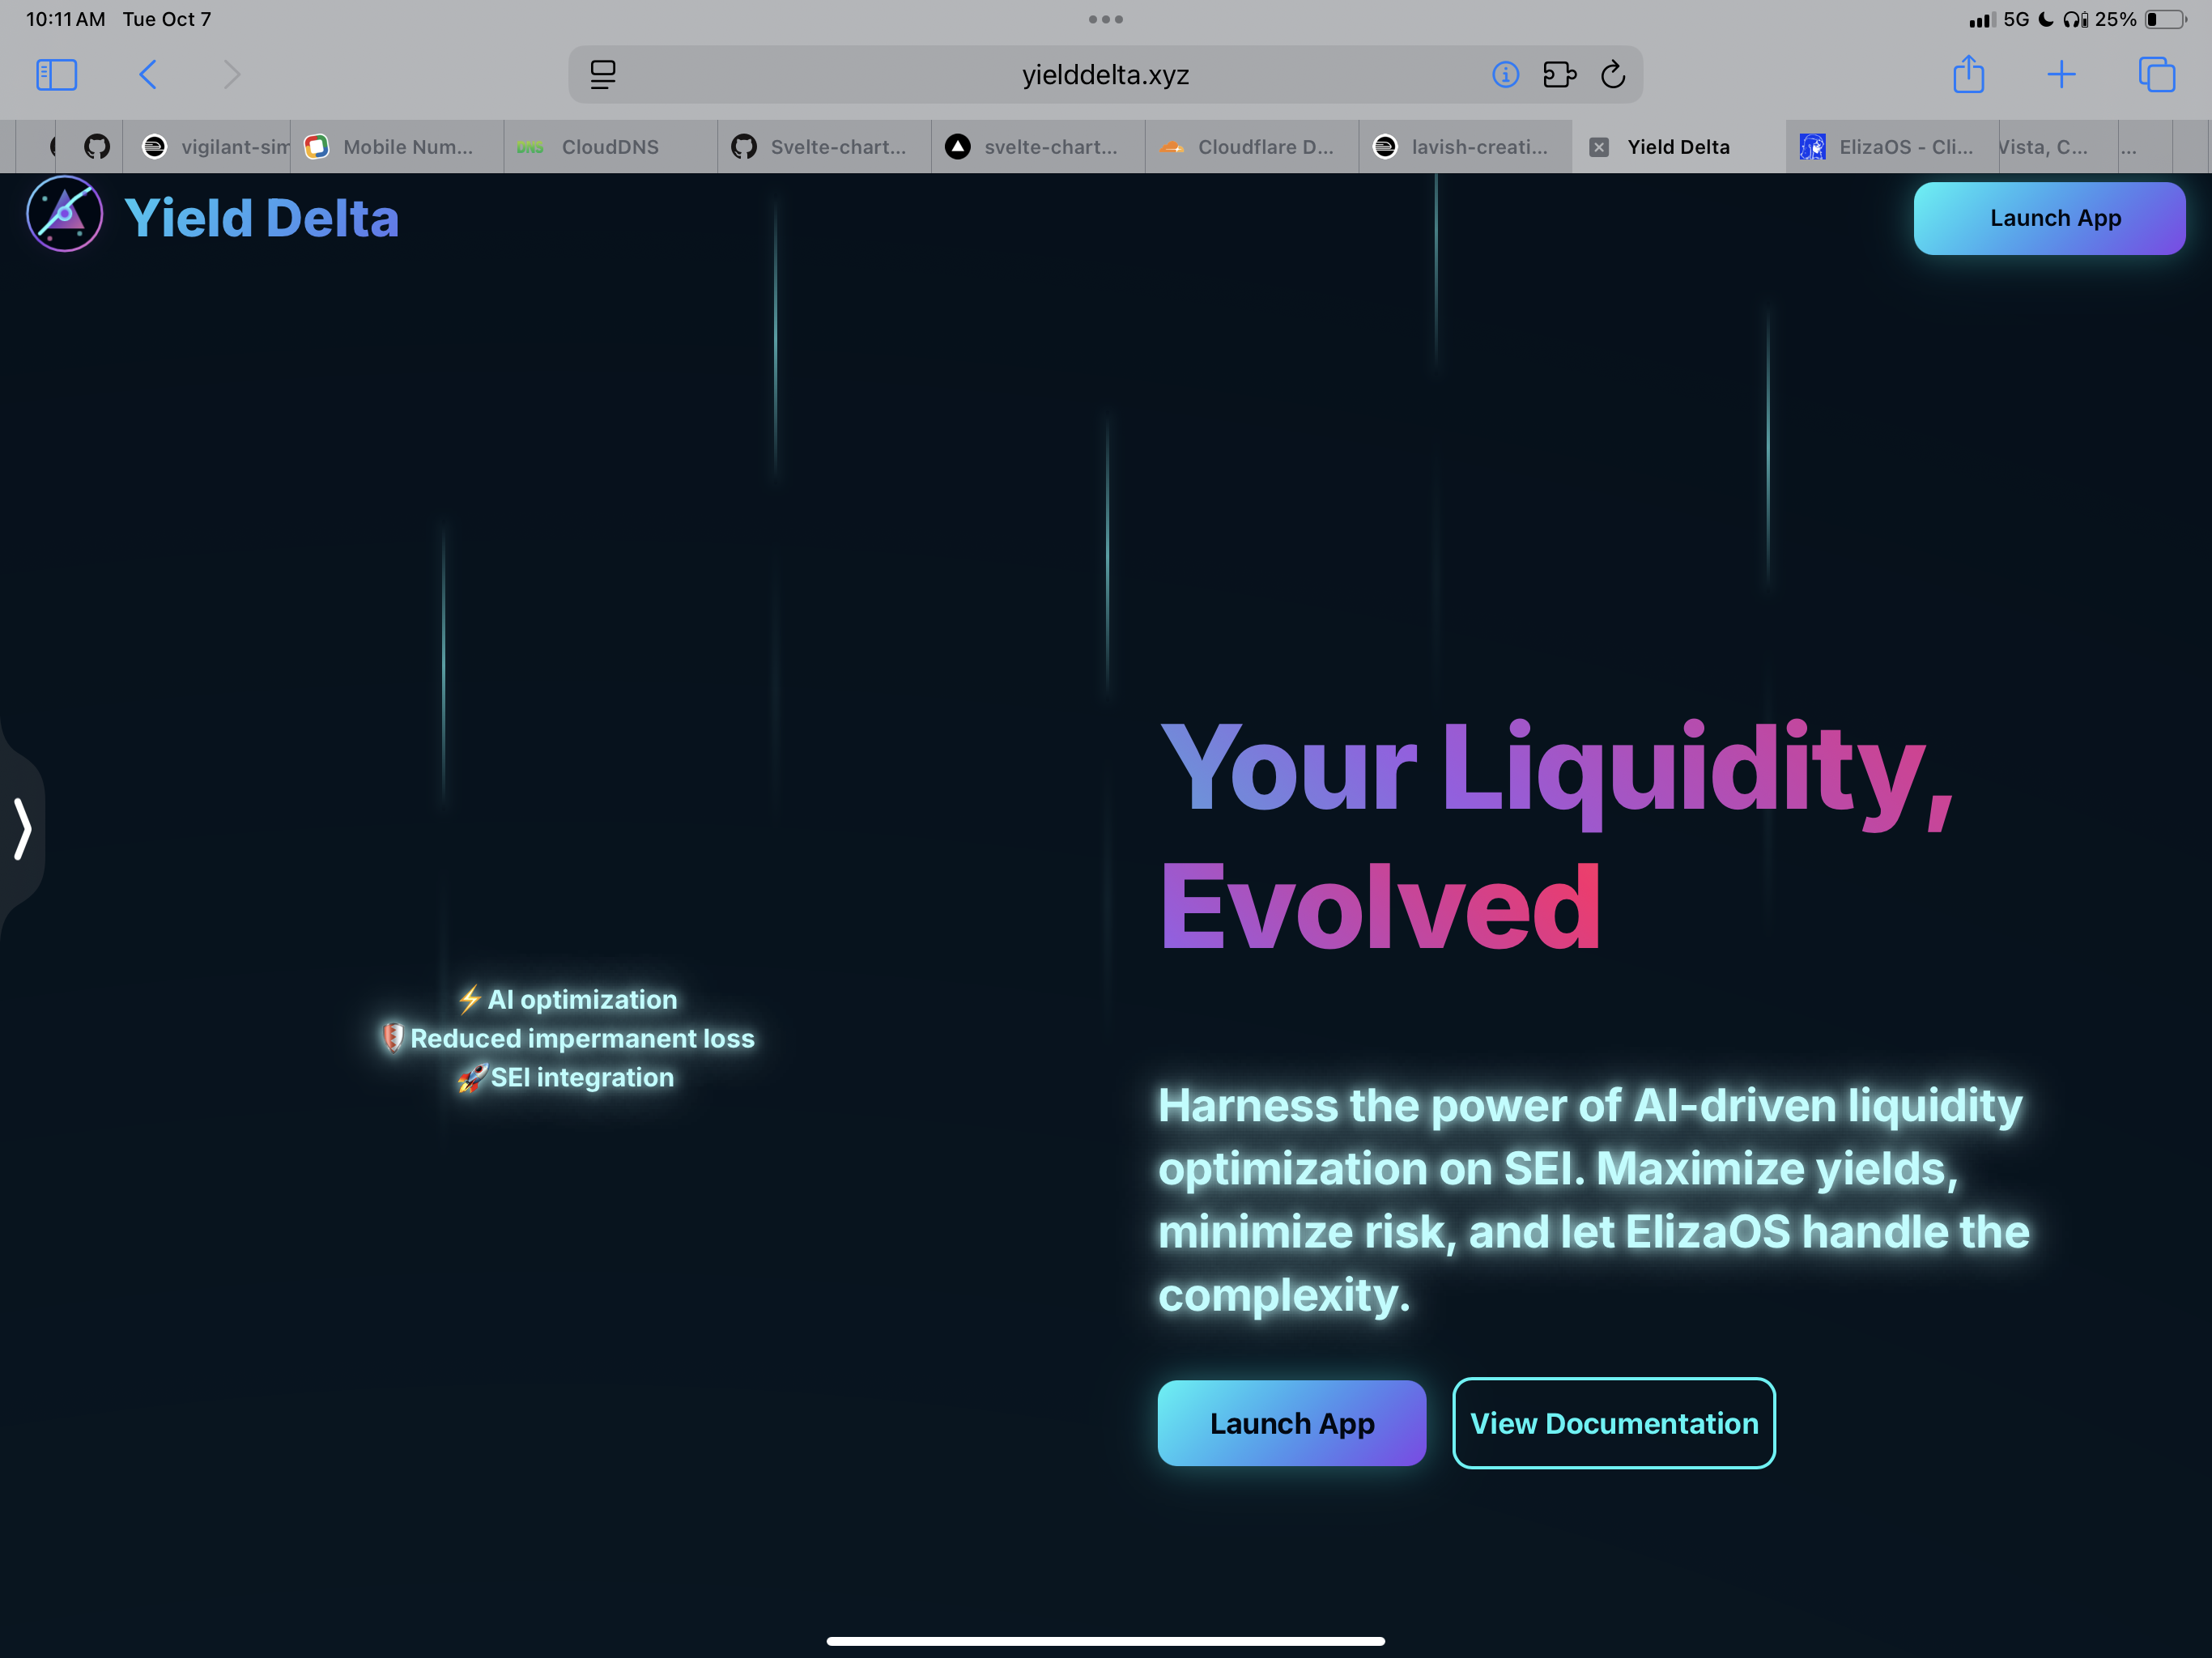 10:11 AM Tue Oct 7
5G 25%
yielddelta.xyz
vigilant-sim
Mobile Num...
DNS CloudDNS
Svelte-chart...
svelte-chart...
Cloudflare D...
lavish-creati...
Yield Delta
ElizaOS - Cli...
Vista, C...
...
Yield Delta
Launch App
Your Liquidity,
Evolved
⚡AI optimization
🛡️Reduced impermanent loss
🚀SEI integration
Harness the power of AI-driven liquidity
optimization on SEI. Maximize yields,
minimize risk, and let ElizaOS handle the
complexity.
Launch App
View Documentation